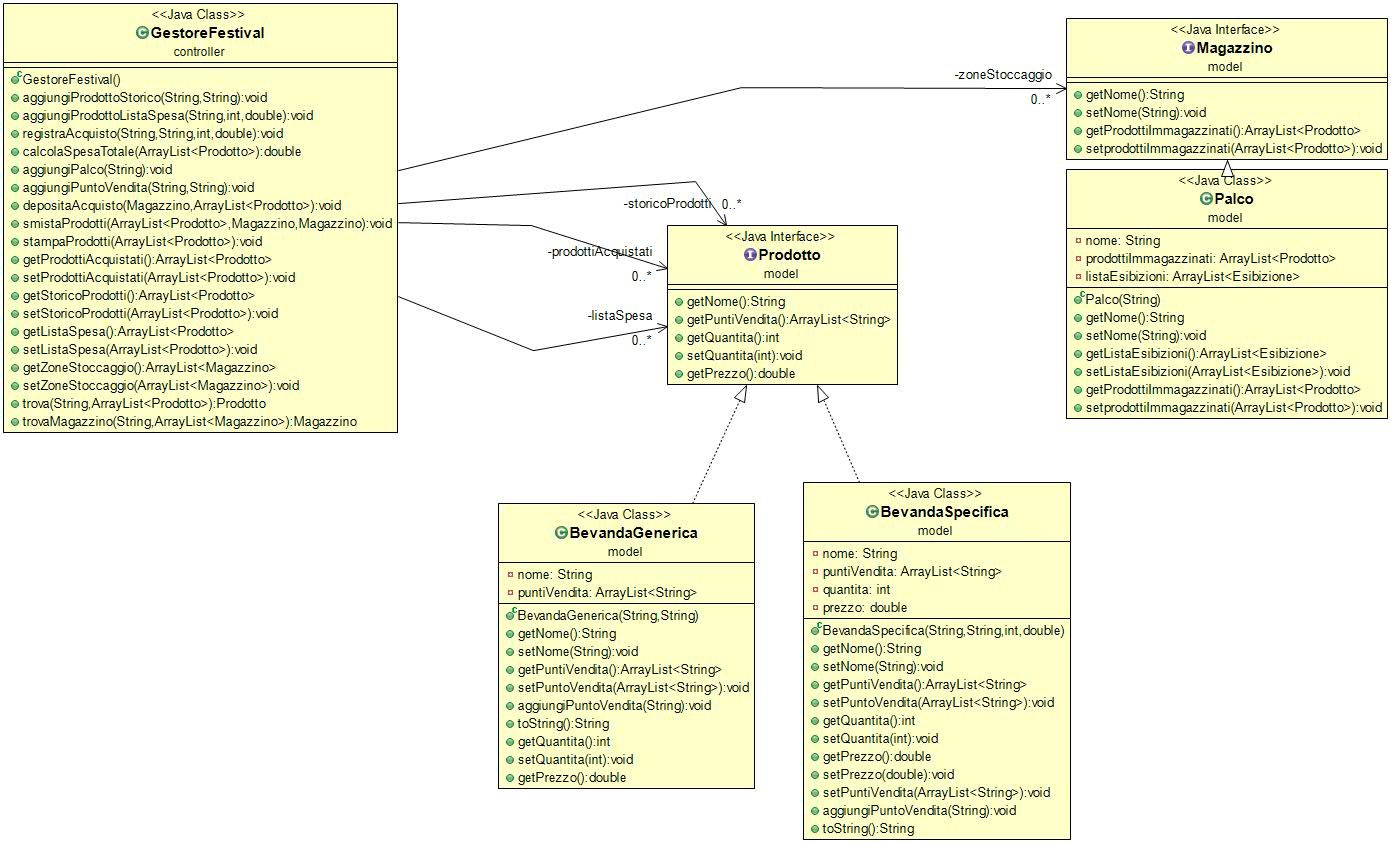 <<Java Class>>
GestoreFestival
controller
GestoreFestival()
aggiungiProdottoStorico(String,String):void
aggiungiProdottoListaSpesa(String,int,double):void
registraAcquisto(String,String,int,double):void
calcolaSpesaTotale(ArrayList<Prodotto>):double
aggiungiPalco(String):void
aggiungiPuntoVendita(String,String):void
depositaAcquisto(Magazzino,ArrayList<Prodotto>):void
smistaProdotti(ArrayList<Prodotto>,Magazzino,Magazzino):void
stampaProdotti(ArrayList<Prodotto>):void
getProdottiAcquistati():ArrayList<Prodotto>
setProdottiAcquistati(ArrayList<Prodotto>):void
getStoricoProdotti():ArrayList<Prodotto>
setStoricoProdotti(ArrayList<Prodotto>):void
getListaSpesa():ArrayList<Prodotto>
setListaSpesa(ArrayList<Prodotto>):void
getZoneStoccaggio():ArrayList<Magazzino>
setZoneStoccaggio(ArrayList<Magazzino>):void
trova(String,ArrayList<Prodotto>):Prodotto
trovaMagazzino(String,ArrayList<Magazzino>):Magazzino
-zoneStoccaggio
0..*
-storicoProdotti
0..*
-prodottiAcquistati
0..*
-listaSpesa
0..*
<<Java Interface>>
Magazzino
model
getNome():String
setNome(String):void
getProdottiImmagazzinati():ArrayList<Prodotto>
setprodottiImmagazzinati(ArrayList<Prodotto>):void
<<Java Class>>
Palco
model
nome: String
prodottiImmagazzinati: ArrayList<Prodotto>
listaEsibizioni: ArrayList<Esibizione>
Palco(String)
getNome():String
setNome(String):void
getListaEsibizioni():ArrayList<Esibizione>
setListaEsibizioni(ArrayList<Esibizione>):void
getProdottiImmagazzinati():ArrayList<Prodotto>
setprodottiImmagazzinati(ArrayList<Prodotto>):void
<<Java Interface>>
Prodotto
model
getNome():String
getPuntiVendita():ArrayList<String>
getQuantita():int
setQuantita(int):void
getPrezzo():double
<<Java Class>>
BevandaGenerica
model
nome: String
puntiVendita: ArrayList<String>
BevandaGenerica(String,String)
getNome():String
setNome(String):void
getPuntiVendita():ArrayList<String>
setPuntoVendita(ArrayList<String>):void
aggiungiPuntoVendita(String):void
toString():String
getQuantita():int
setQuantita(int):void
getPrezzo():double
<<Java Class>>
BevandaSpecifica
model
nome: String
puntiVendita: ArrayList<String>
quantita: int
prezzo: double
BevandaSpecifica(String,String,int,double)
getNome():String
setNome(String):void
getPuntiVendita():ArrayList<String>
setPuntoVendita(ArrayList<String>):void
getQuantita():int
setQuantita(int):void
getPrezzo():double
setPrezzo(double):void
setPuntiVendita(ArrayList<String>):void
aggiungiPuntoVendita(String):void
toString():String